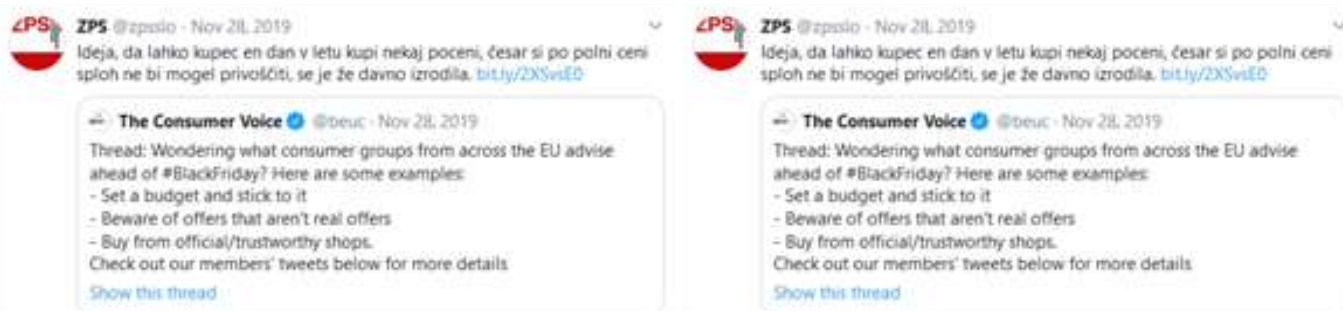 ZPS
ZPS @zpsslo · Nov 28, 2019
Ideja, da lahko kupec en dan v letu kupi nekaj poceni, česar si po polni ceni
sploh ne bi mogel privoščiti, se je že davno izrodila. bit.ly/2XSvsE0
The Consumer Voice @beuc · Nov 28, 2019
Thread: Wondering what consumer groups from across the EU advise
ahead of #BlackFriday? Here are some examples:
- Set a budget and stick to it
- Beware of offers that aren't real offers
- Buy from official/trustworthy shops.
Check out our members' tweets below for more details
Show this thread
ZPS
ZPS @zpsslo · Nov 28, 2019
Ideja, da lahko kupec en dan v letu kupi nekaj poceni, česar si po polni ceni
sploh ne bi mogel privoščiti, se je že davno izrodila. bit.ly/2XSvsE0
The Consumer Voice @beuc · Nov 28, 2019
Thread: Wondering what consumer groups from across the EU advise
ahead of #BlackFriday? Here are some examples:
- Set a budget and stick to it
- Beware of offers that aren't real offers
- Buy from official/trustworthy shops.
Check out our members' tweets below for more details
Show this thread